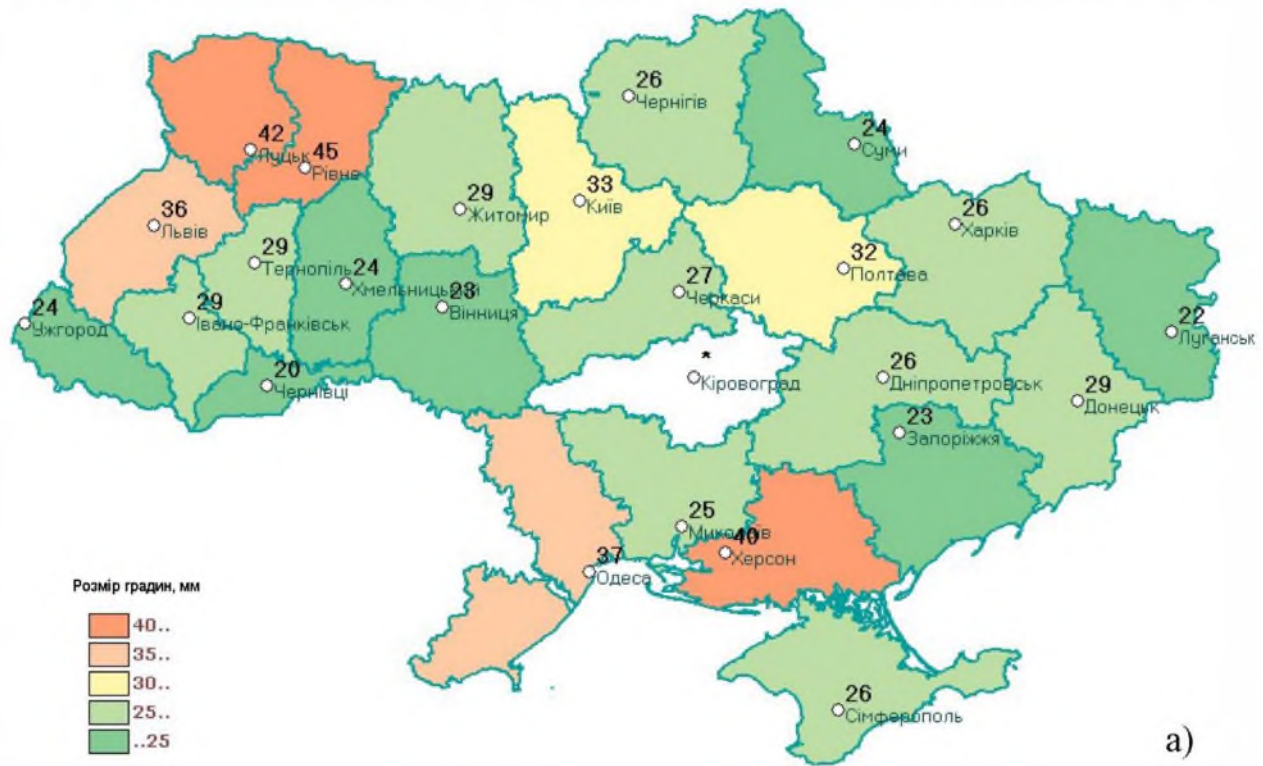 26
Чернігів
24
Суми
42
Луцьк
45
Рівне
33
Київ
29
Житомир
36
Львів
26
Харків
29
Тернопіль
32
Полтава
24
Хмельницький
27
Черкаси
23
Вінниця
24
Ужгород
29
Івано-Франківськ
22
Луганськ
*
Кіровоград
20
Чернівці
26
Дніпропетровськ
29
Донецьк
23
Запоріжжя
25
Миколаїв
40
Херсон
37
Одеса
Розмір градин, мм
40..
35..
30..
25..
..25
26
Сімферополь
а)